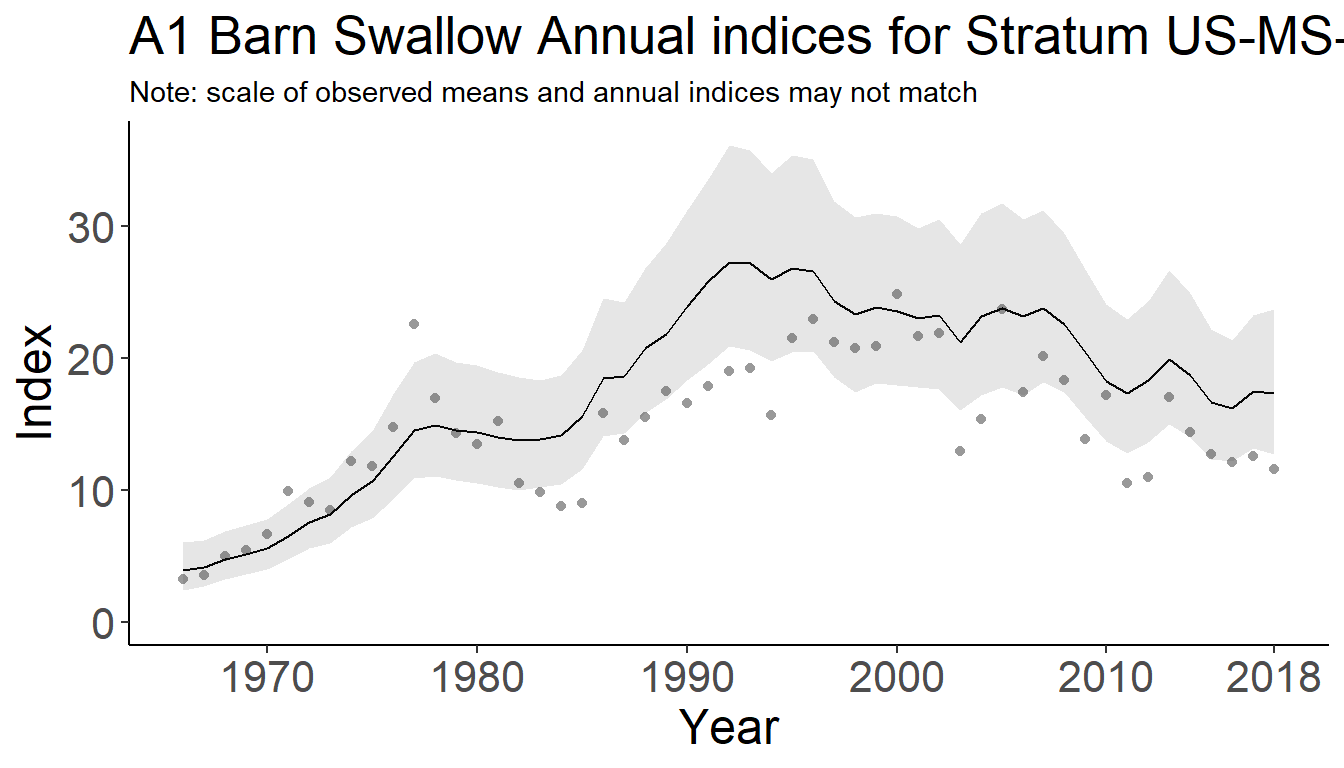 A1 Barn Swallow Annual indices for Stratum US-MS-
Note: scale of observed means and annual indices may not match
30
20
10
0
Index
1970 1980 1990 2000 2010 2018
Year